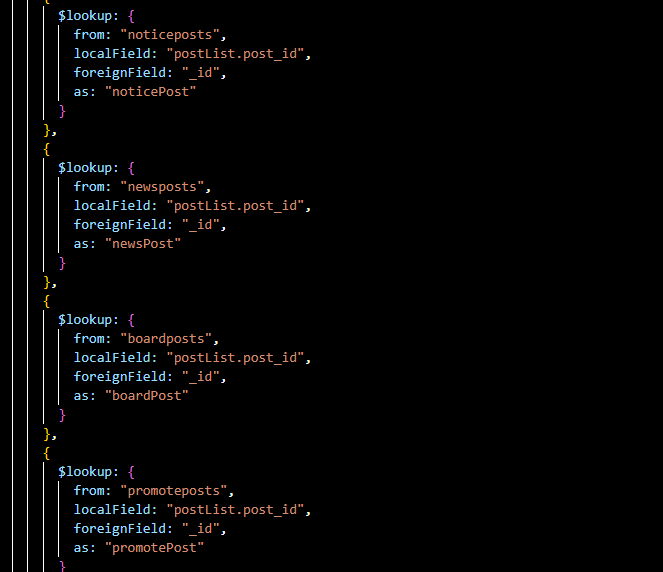 {
$lookup: {
from: "noticeposts",
localField: "postList.post_id",
foreignField: "_id",
as: "noticePost"
}
},
{
$lookup: {
from: "newsposts",
localField: "postList.post_id",
foreignField: "_id",
as: "newsPost"
}
},
{
$lookup: {
from: "boardposts",
localField: "postList.post_id",
foreignField: "_id",
as: "boardPost"
}
},
{
$lookup: {
from: "promoteposts",
localField: "postList.post_id",
foreignField: "_id",
as: "promotePost"
}